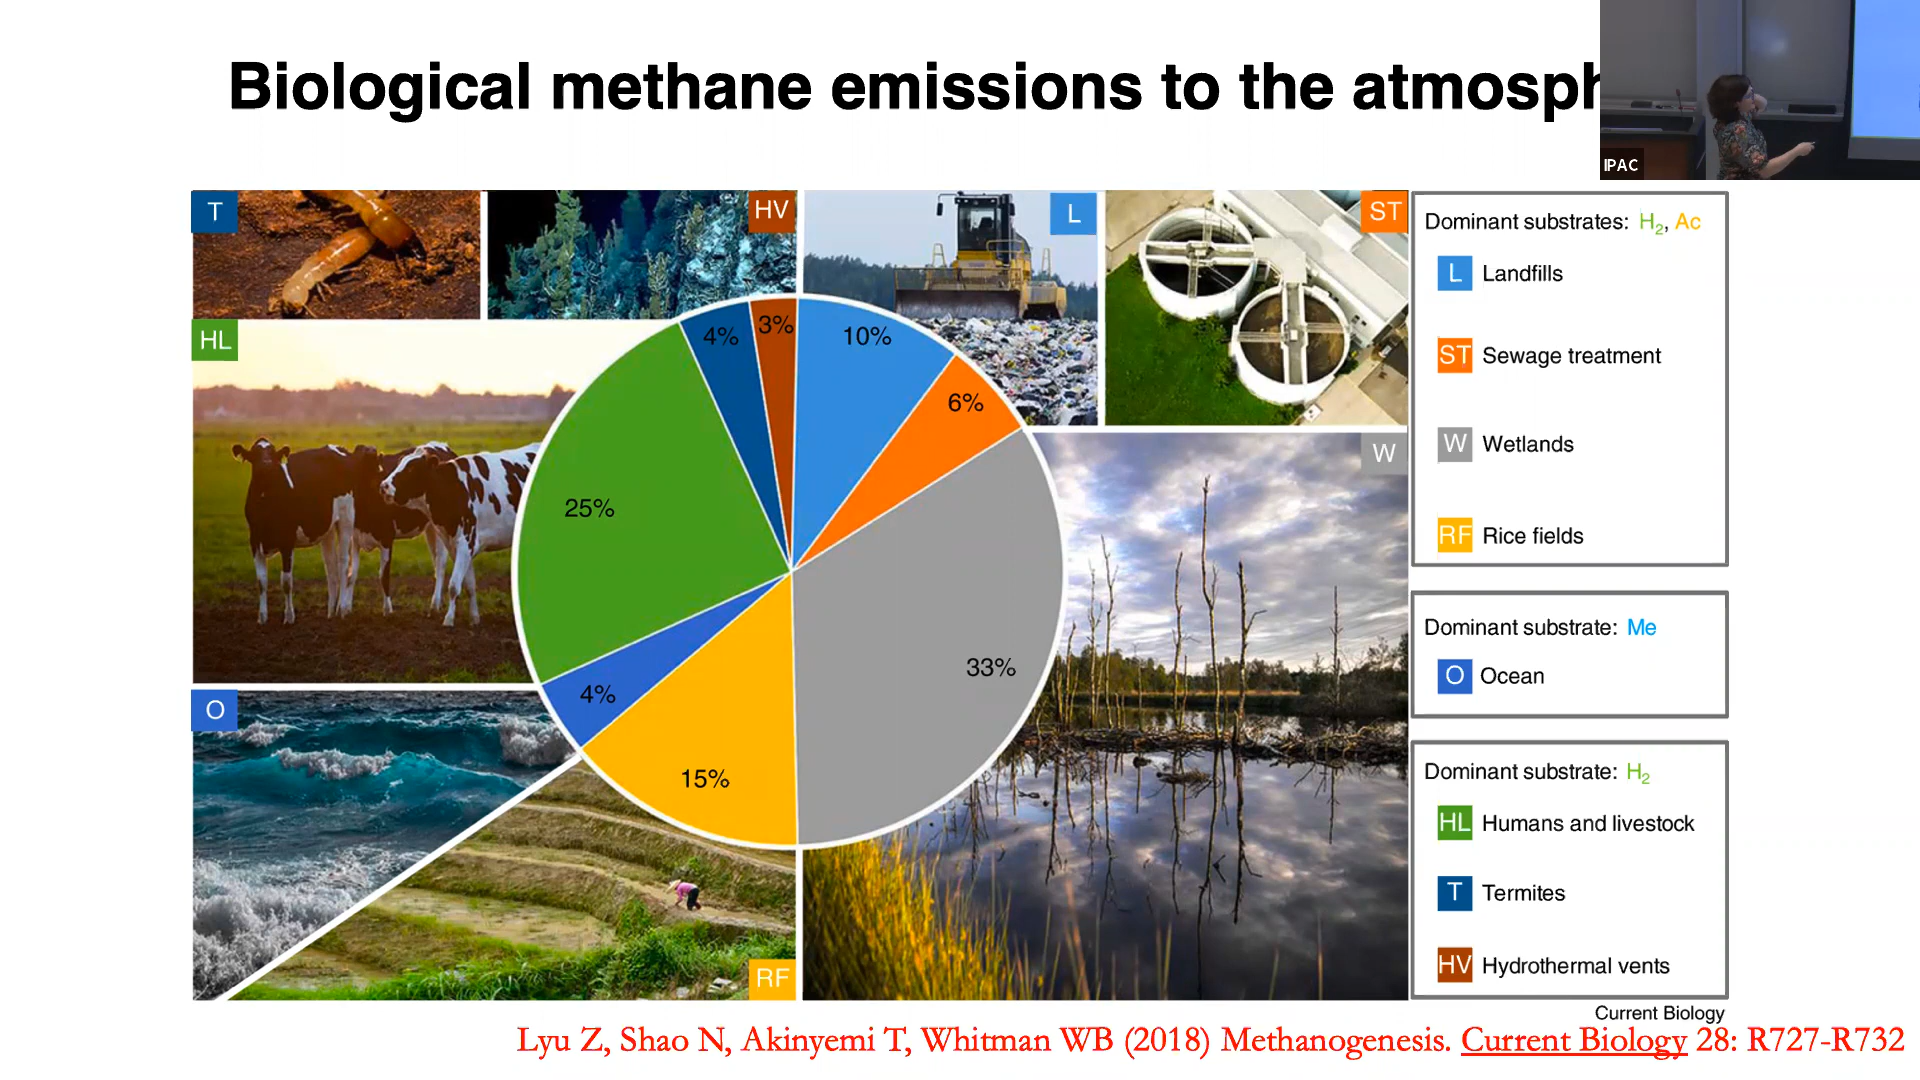 Biological methane emissions to the atmosph
IPAC
T
HV
L
ST
HL
W
O
RF
4%
3%
10%
6%
25%
33%
4%
15%
Dominant substrates: H₂, Ac
L Landfills
ST Sewage treatment
W Wetlands
RF Rice fields
Dominant substrate: Me
O Ocean
Dominant substrate: H₂
HL Humans and livestock
T Termites
HV Hydrothermal vents
Current Biology
Lyu Z, Shao N, Akinyemi T, Whitman WB (2018) Methanogenesis. Current Biology 28: R727-R732